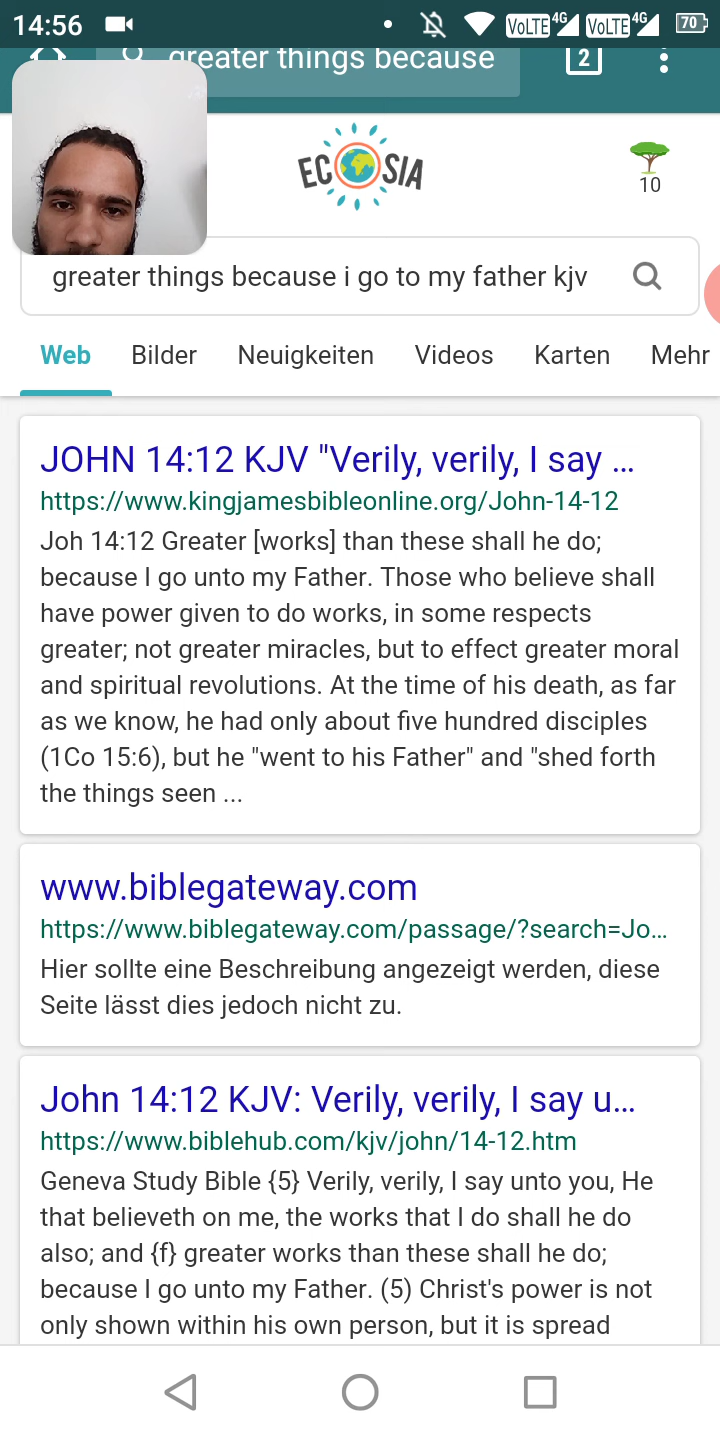 14:56
VoLTE 4G VoLTE 4G 70
greater things because
2
ECOSIA
10
greater things because i go to my father kjv
Web Bilder Neuigkeiten Videos Karten Mehr
JOHN 14:12 KJV "Verily, verily, I say ...
https://www.kingjamesbibleonline.org/John-14-12
Joh 14:12 Greater [works] than these shall he do;
because I go unto my Father. Those who believe shall
have power given to do works, in some respects
greater; not greater miracles, but to effect greater moral
and spiritual revolutions. At the time of his death, as far
as we know, he had only about five hundred disciples
(1Co 15:6), but he "went to his Father" and "shed forth
the things seen ...
www.biblegateway.com
https://www.biblegateway.com/passage/?search=Jo...
Hier sollte eine Beschreibung angezeigt werden, diese
Seite lässt dies jedoch nicht zu.
John 14:12 KJV: Verily, verily, I say u...
https://www.biblehub.com/kjv/john/14-12.htm
Geneva Study Bible {5} Verily, verily, I say unto you, He
that believeth on me, the works that I do shall he do
also; and {f} greater works than these shall he do;
because I go unto my Father. (5) Christ's power is not
only shown within his own person, but it is spread